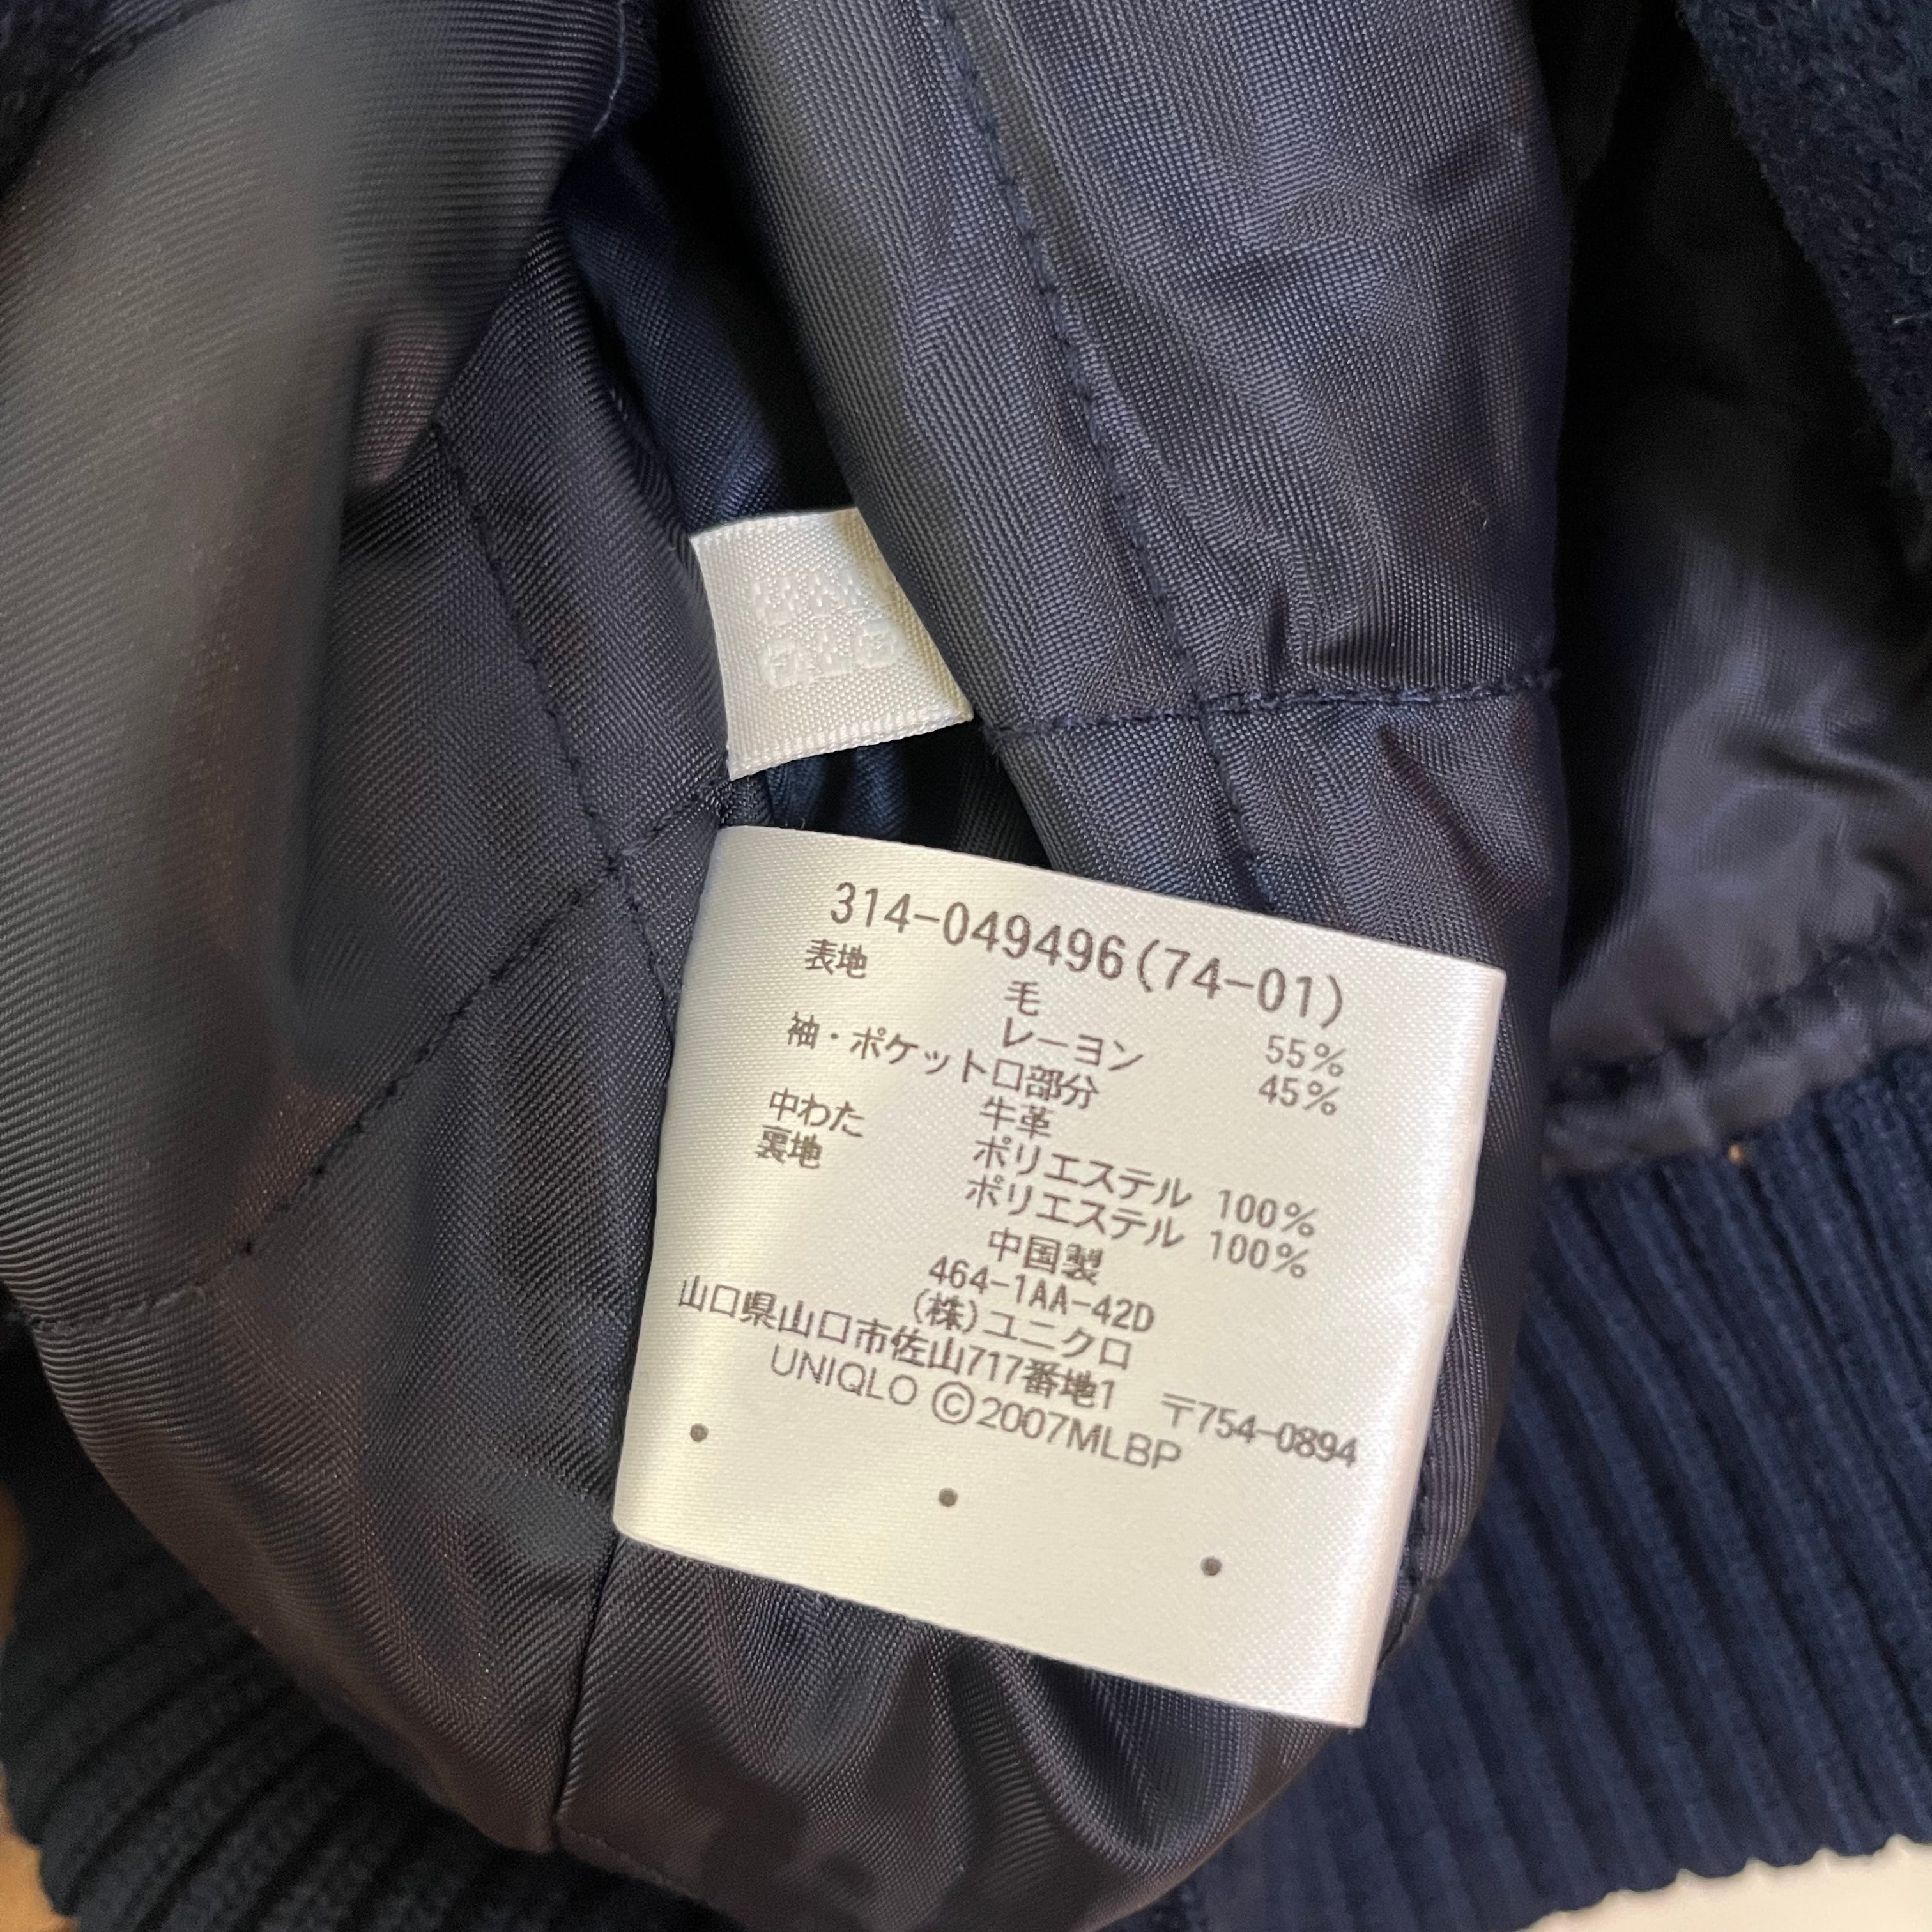 314-049496(74-01)
表地
毛 55%
レーヨン 45%
袖・ポケット口部分
牛革
中わた ポリエステル 100%
裏地 ポリエステル 100%
中国製
464-1AA-42D
(株)ユニクロ
山口県山口市佐山717番地1 〒754-0894
UNIQLO ©2007MLBP